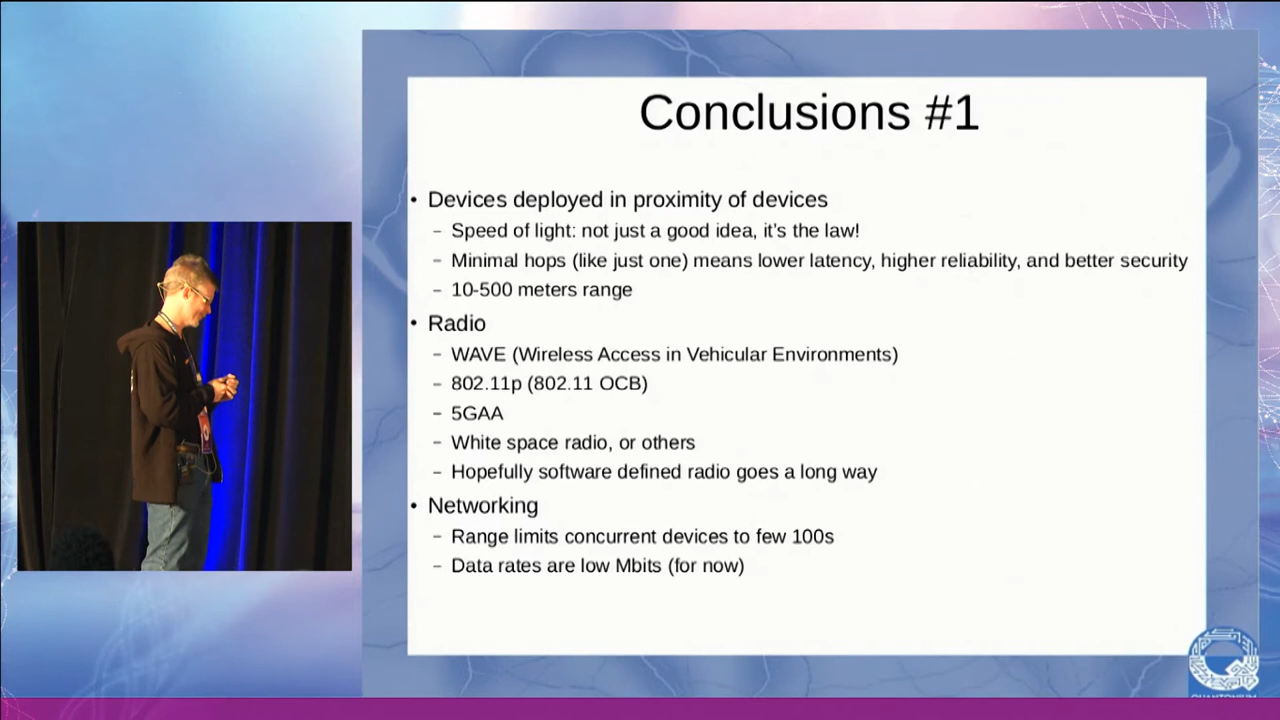 Conclusions #1
• Devices deployed in proximity of devices
– Speed of light: not just a good idea, it's the law!
– Minimal hops (like just one) means lower latency, higher reliability, and better security
– 10-500 meters range
• Radio
– WAVE (Wireless Access in Vehicular Environments)
– 802.11p (802.11 OCB)
– 5GAA
– White space radio, or others
– Hopefully software defined radio goes a long way
• Networking
– Range limits concurrent devices to few 100s
– Data rates are low Mbits (for now)
QUANTONIUM